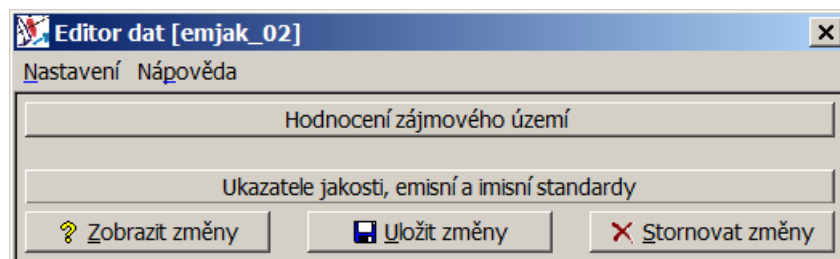 Editor dat [emjak_02]
Nastavení Nápověda
Hodnocení zájmového území
Ukazatele jakosti, emisní a imisní standardy
Zobrazit změny Uložit změny Stornovat změny